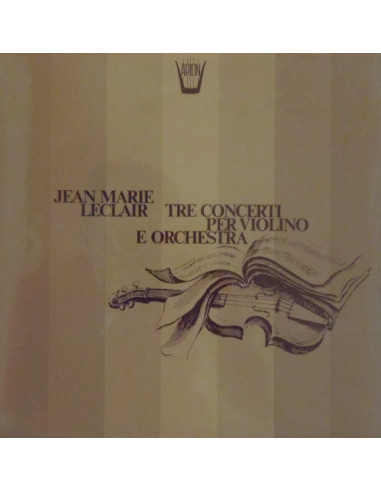 ARION
JEAN MARIE
LECLAIR TRE CONCERTI
PER VIOLINO
E ORCHESTRA